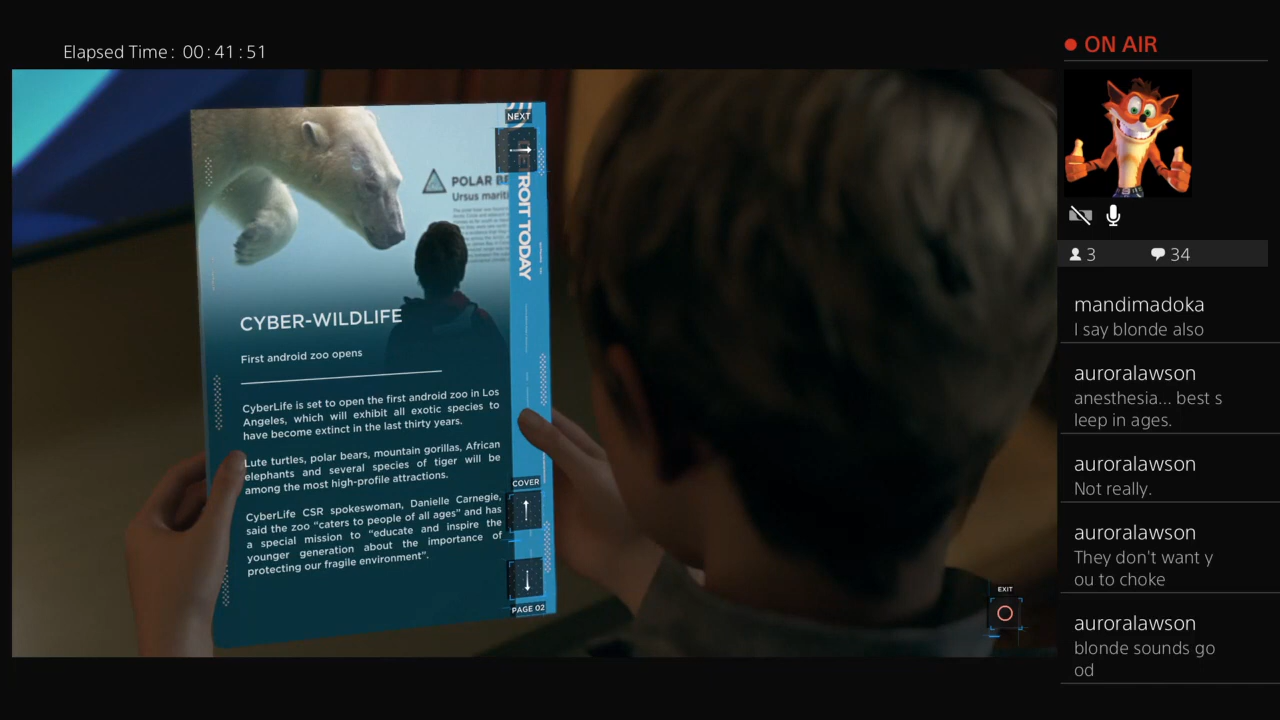 Elapsed Time: 00:41:51
ON AIR
3
34
mandimadoka
I say blonde also
auroralawson
anesthesia... best s
leep in ages.
auroralawson
Not really.
auroralawson
They don't want y
ou to choke
auroralawson
blonde sounds go
od
NEXT
DETROIT TODAY
POLAR BE
Ursus mariti
CYBER-WILDLIFE
First android zoo opens
CyberLife is set to open the first android zoo in Los
Angeles, which will exhibit all exotic species to
have become extinct in the last thirty years.
Lute turtles, polar bears, mountain gorillas, African
elephants and several species of tiger will be
among the most high-profile attractions.
CyberLife CSR spokeswoman, Danielle Carnegie,
said the zoo “caters to people of all ages” and has
a special mission to “educate and inspire the
younger generation about the importance of
protecting our fragile environment”.
COVER
PAGE 02
EXIT